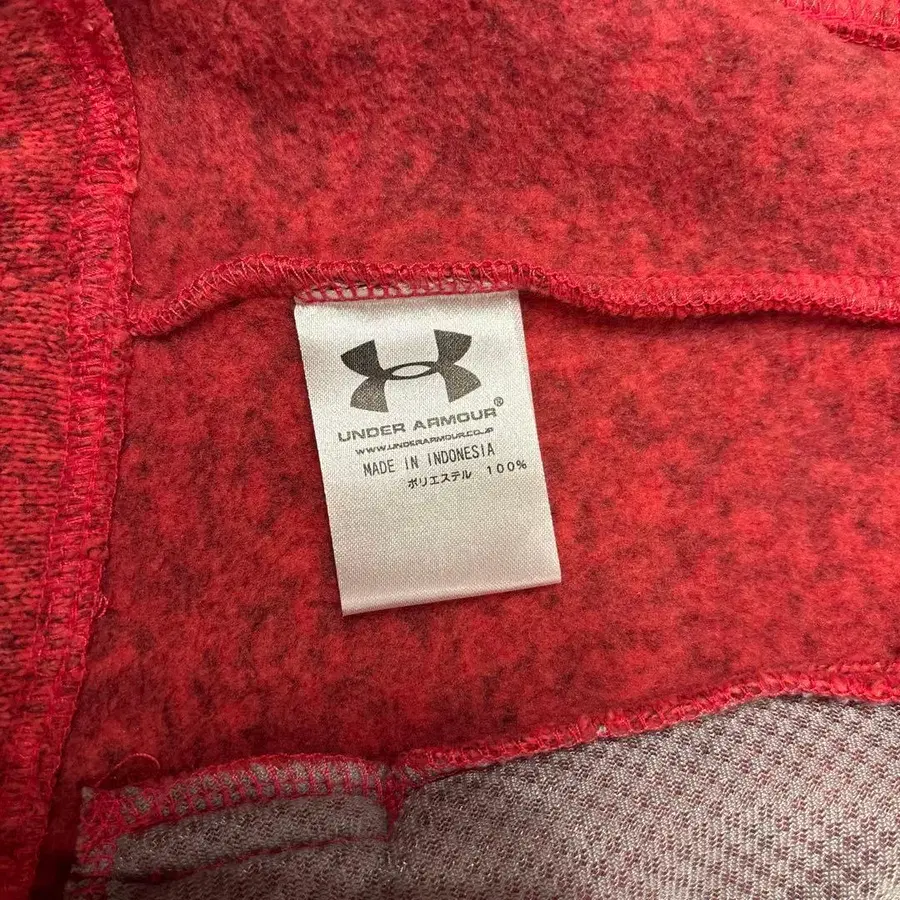 UNDER ARMOUR®
WWW.UNDERARMOUR.CO.JP
MADE IN INDONESIA
ポリエステル 100%